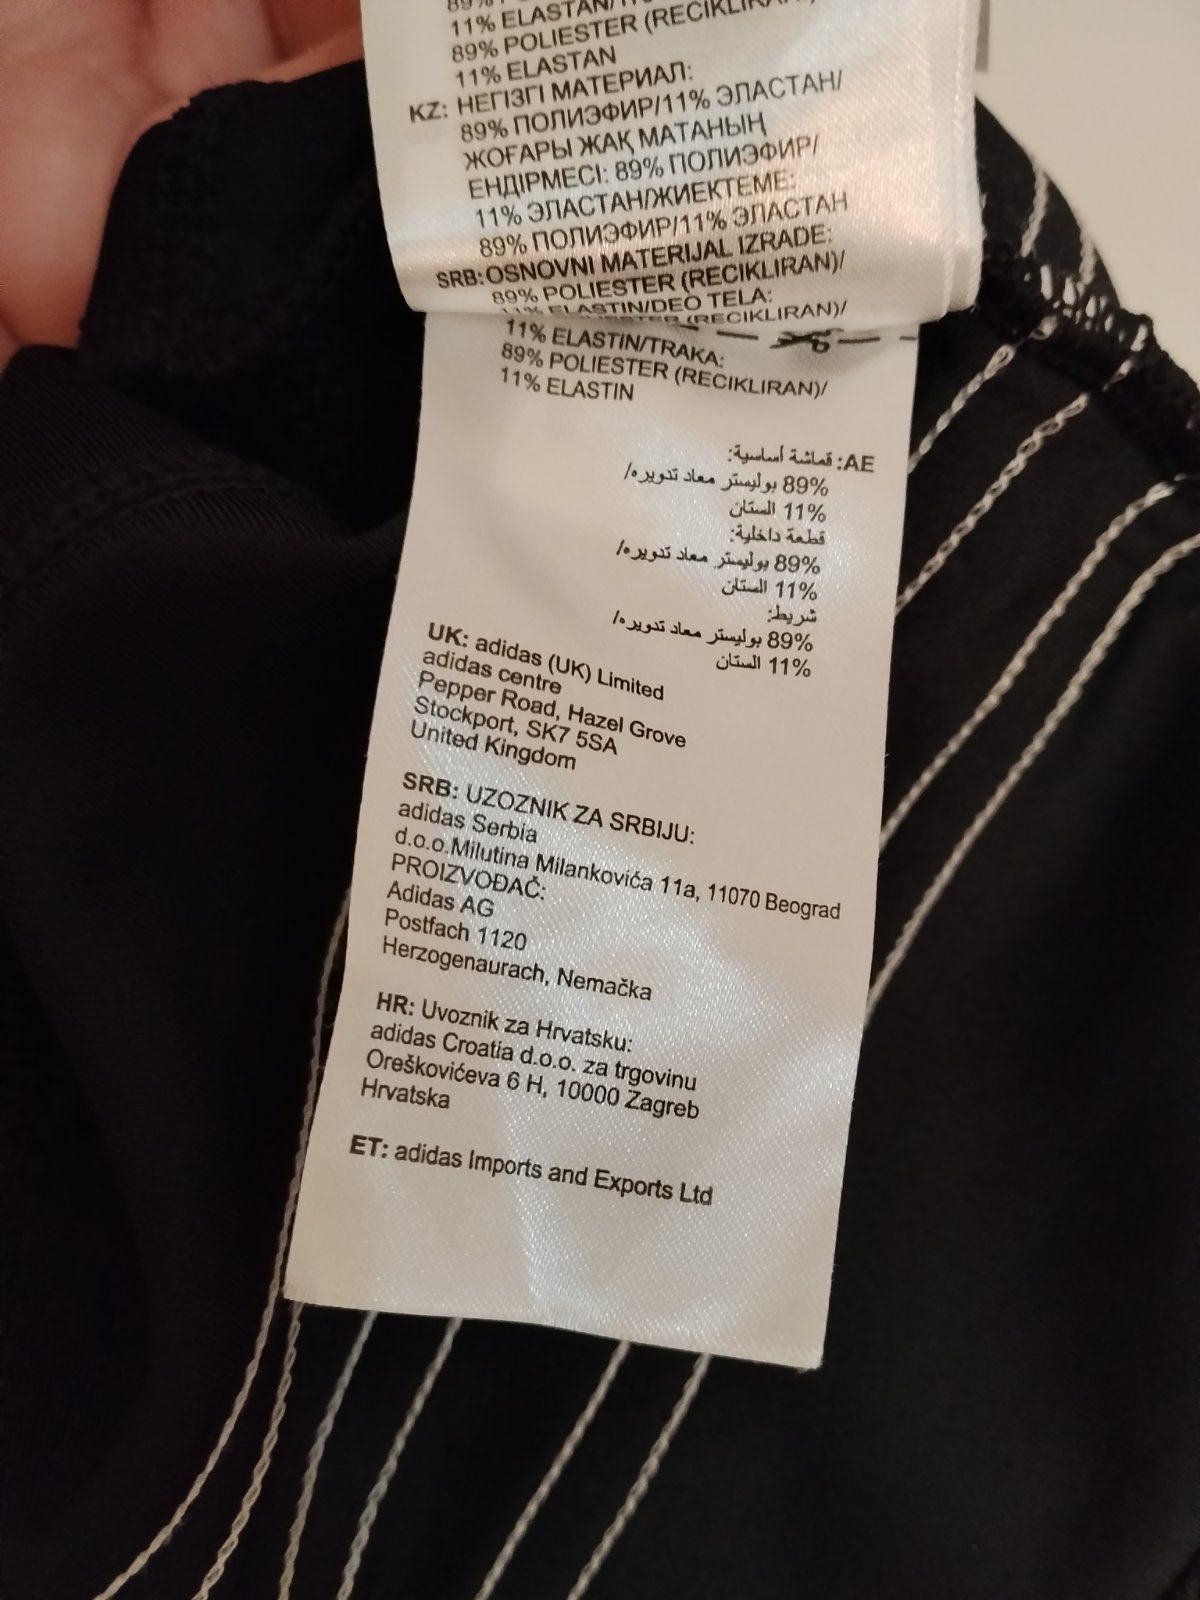 11% ELASTAN/
89% POLIESTER (RECIKLIRAN)/
11% ELASTAN
KZ: НЕГІЗГІ МАТЕРИАЛ:
89% ПОЛИЭФИР/11% ЭЛАСТАН/
ЖОҒАРЫ ЖАҚ МАТАНЫҢ
ЕНДІРМЕСІ: 89% ПОЛИЭФИР/
11% ЭЛАСТАН/ЖИЕКТЕМЕ:
89% ПОЛИЭФИР/11% ЭЛАСТАН
SRB: OSNOVNI MATERIJAL IZRADE:
89% POLIESTER (RECIKLIRAN)/
11% ELASTIN/DEO TELA:
(RECIKLIRAN)/
11% ELASTIN/TRAKA:
89% POLIESTER (RECIKLIRAN)/
11% ELASTIN
AE: قماشة أساسية:
89% بوليستر معاد تدويره/
11% الستان
قطعة داخلية:
89% بوليستر معاد تدويره/
11% الستان
شريط:
89% بوليستر معاد تدويره/
11% الستان
UK: adidas (UK) Limited
adidas centre
Pepper Road, Hazel Grove
Stockport, SK7 5SA
United Kingdom
SRB: UZOZNIK ZA SRBIJU:
adidas Serbia
d.o.o.Milutina Milankovića 11a, 11070 Beograd
PROIZVOĐAČ:
Adidas AG
Postfach 1120
Herzogenaurach, Nemačka
HR: Uvoznik za Hrvatsku:
adidas Croatia d.o.o. za trgovinu
Oreškovićeva 6 H, 10000 Zagreb
Hrvatska
ET: adidas Imports and Exports Ltd